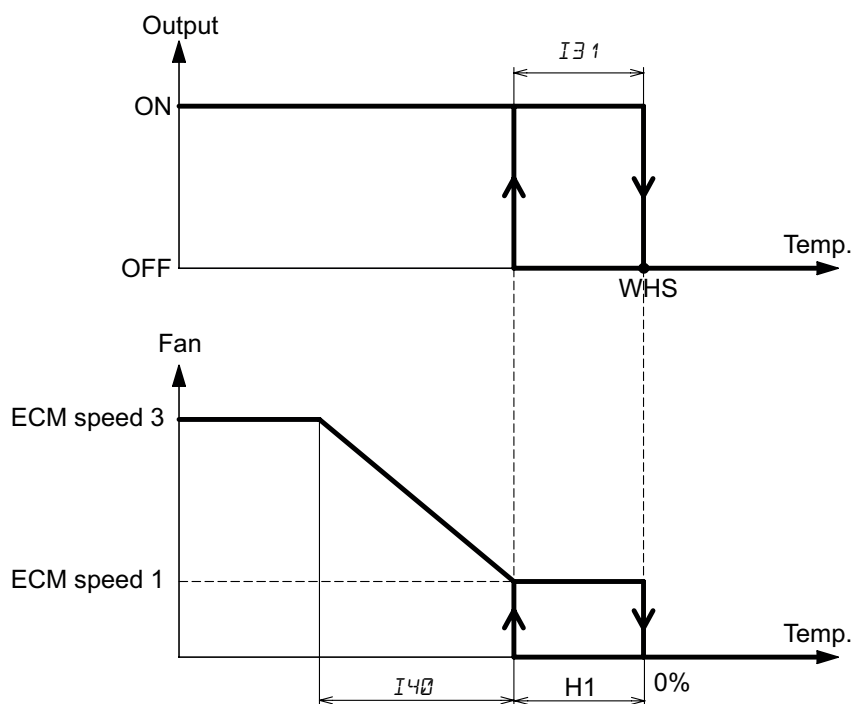 Output
I31
ON
OFF
Temp.
WHS
Fan
ECM speed 3
ECM speed 1
Temp.
I40
H1
0%